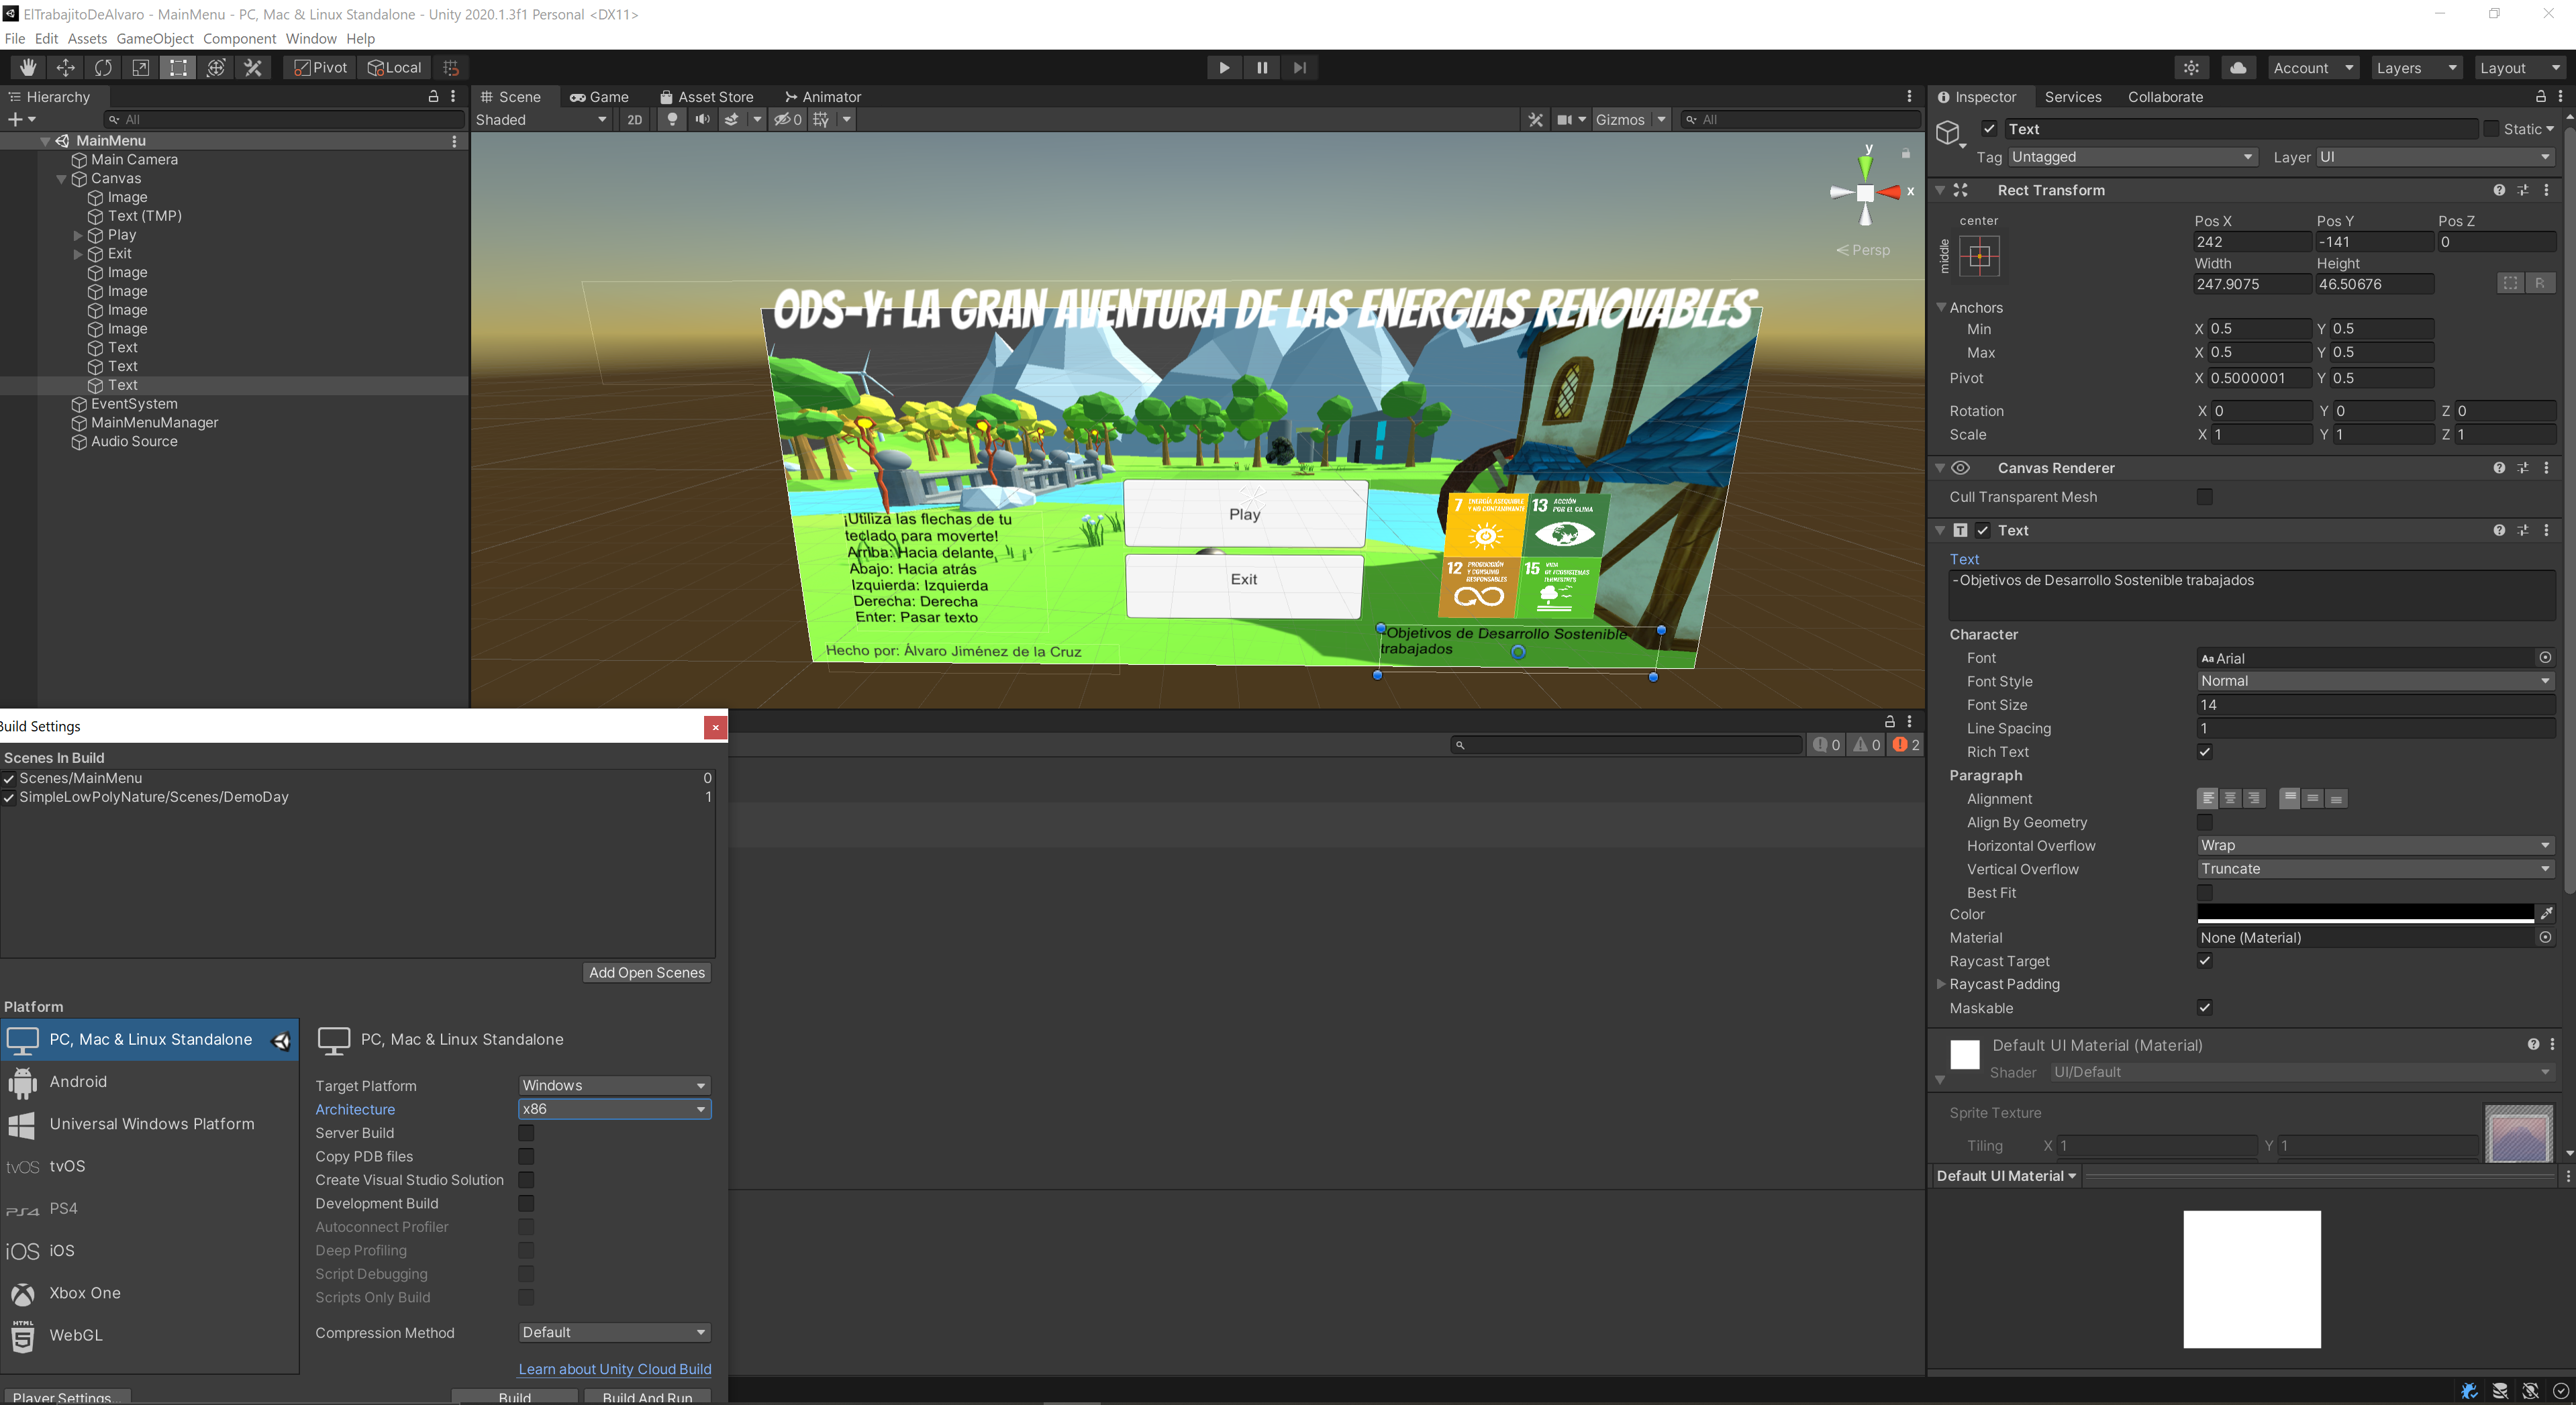 ElTrabajitoDeAlvaro - MainMenu - PC, Mac & Linux Standalone - Unity 2020.1.3f1 Personal <DX11>
File Edit Assets GameObject Component Window Help
Pivot Local Account Layers Layout
Hierarchy
All
MainMenu
Main Camera
Canvas
Image
Text (TMP)
Play
Exit
Image
Image
Image
Image
Text
Text
Text
EventSystem
MainMenuManager
Audio Source
Scene Game Asset Store Animator
Shaded 2D 0 Gizmos All
y
x
Persp
ODS-Y: LA GRAN AVENTURA DE LAS ENERGIAS RENOVABLES
¡Utiliza las flechas de tu
teclado para moverte!
Arriba: Hacia delante,
Abajo: Hacia atrás
Izquierda: Izquierda
Derecha: Derecha
Enter: Pasar texto
Hecho por: Álvaro Jiménez de la Cruz
Play
Exit
7 ENERGÍA ASEQUIBLE
Y NO CONTAMINANTE
13 ACCIÓN
POR EL CLIMA
12 PRODUCCIÓN
Y CONSUMO
RESPONSABLES
15 VIDA
DE ECOSISTEMAS
TERRESTRES
-Objetivos de Desarrollo Sostenible
trabajados
0 0 2
Build Settings
Scenes In Build
Scenes/MainMenu 0
SimpleLowPolyNature/Scenes/DemoDay 1
Add Open Scenes
Platform
PC, Mac & Linux Standalone
Android
Universal Windows Platform
tvOS tvOS
PS4 PS4
iOS iOS
Xbox One
HTML
5 WebGL
Player Settings...
PC, Mac & Linux Standalone
Target Platform Windows
Architecture x86
Server Build
Copy PDB files
Create Visual Studio Solution
Development Build
Autoconnect Profiler
Deep Profiling
Script Debugging
Scripts Only Build
Compression Method Default
Learn about Unity Cloud Build
Build Build And Run
Inspector Services Collaborate
Text Static
Tag Untagged Layer UI
Rect Transform
center
middle
Pos X Pos Y Pos Z
242 -141 0
Width Height
247.9075 46.50676
R
Anchors
Min X 0.5 Y 0.5
Max X 0.5 Y 0.5
Pivot X 0.5000001 Y 0.5
Rotation X 0 Y 0 Z 0
Scale X 1 Y 1 Z 1
Canvas Renderer
Cull Transparent Mesh
T Text
Text
-Objetivos de Desarrollo Sostenible trabajados
Character
Font Aa Arial
Font Style Normal
Font Size 14
Line Spacing 1
Rich Text
Paragraph
Alignment
Align By Geometry
Horizontal Overflow Wrap
Vertical Overflow Truncate
Best Fit
Color
Material None (Material)
Raycast Target
Raycast Padding
Maskable
Default UI Material (Material)
Shader UI/Default
Sprite Texture
Tiling X 1 Y 1
Default UI Material